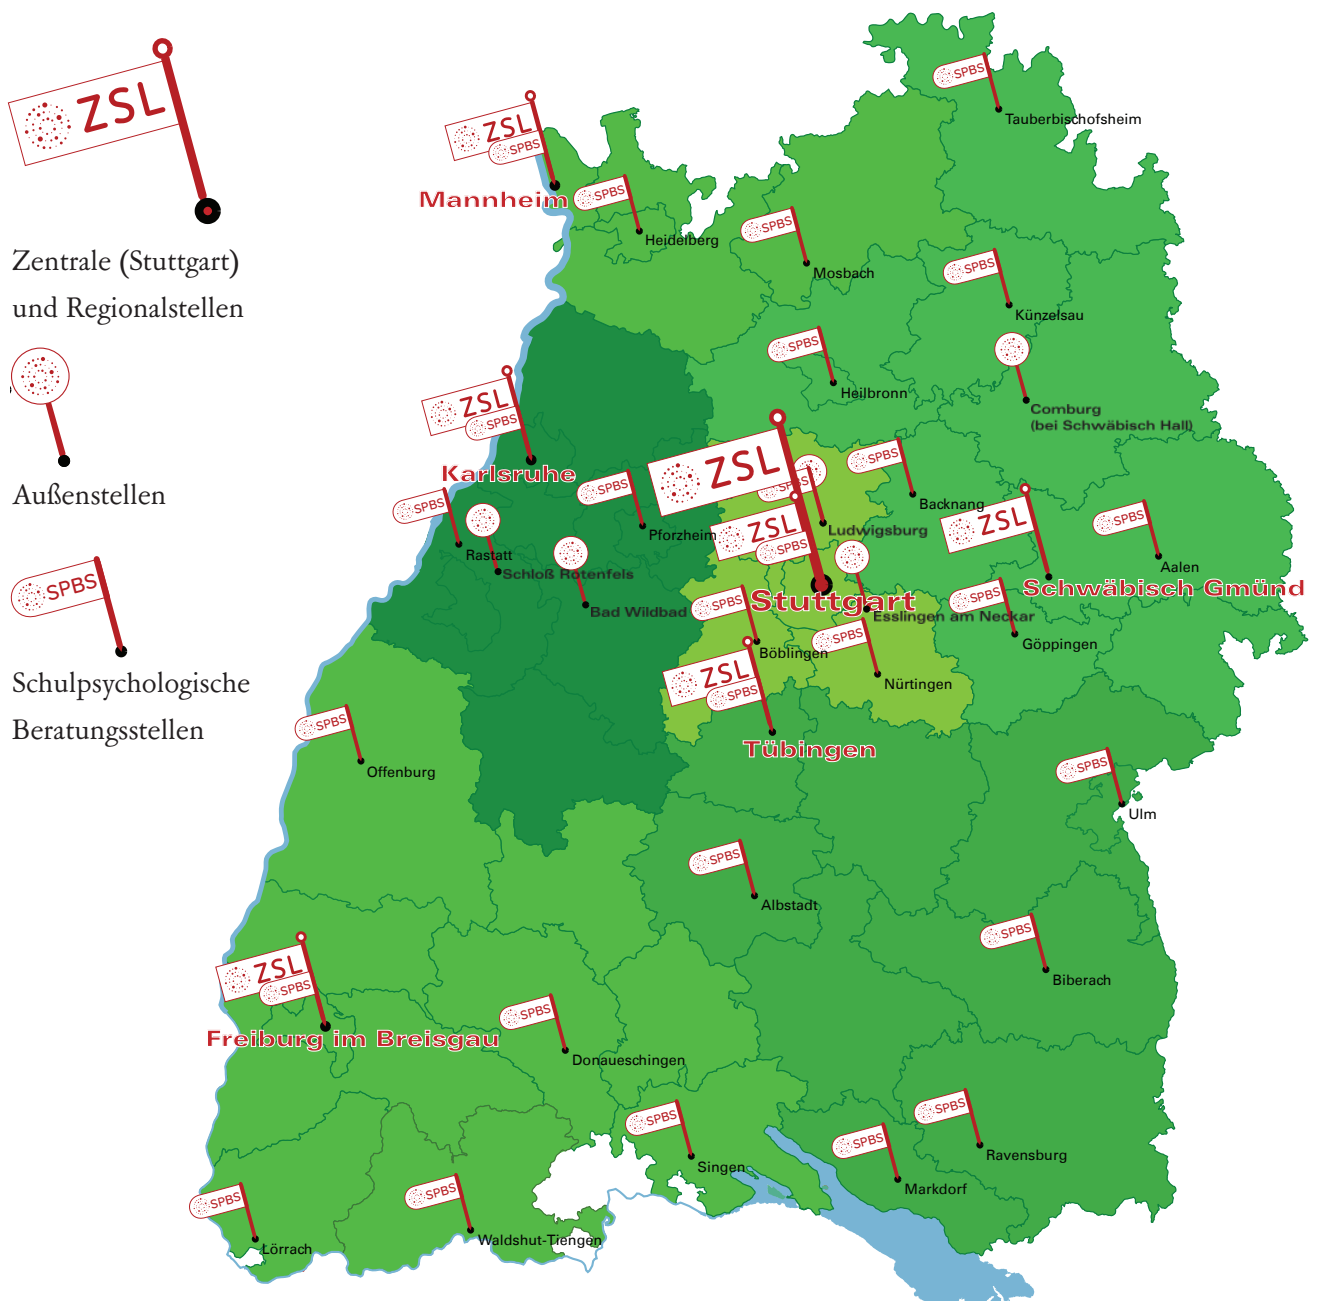 ZSL
Zentrale (Stuttgart)
und Regionalstellen
Außenstellen
SPBS
Schulpsychologische
Beratungsstellen
SPBS
Tauberbischofsheim
ZSL
SPBS
Mannheim
SPBS
Heidelberg
SPBS
Mosbach
SPBS
Künzelsau
SPBS
Heilbronn
Comburg
(bei Schwäbisch Hall)
ZSL
SPBS
Karlsruhe
SPBS
Rastatt
Schloß Rotenfels
Bad Wildbad
SPBS
Pforzheim
ZSL
SPBS
Ludwigsburg
ZSL
SPBS
Stuttgart
SPBS
Backnang
ZSL
Schwäbisch Gmünd
SPBS
Aalen
Esslingen am Neckar
SPBS
Göppingen
SPBS
Böblingen
SPBS
Nürtingen
ZSL
SPBS
Tübingen
SPBS
Offenburg
SPBS
Ulm
SPBS
Albstadt
SPBS
Biberach
ZSL
SPBS
Freiburg im Breisgau
SPBS
Donaueschingen
SPBS
Singen
SPBS
Ravensburg
SPBS
Markdorf
SPBS
Lörrach
SPBS
Waldshut-Tiengen